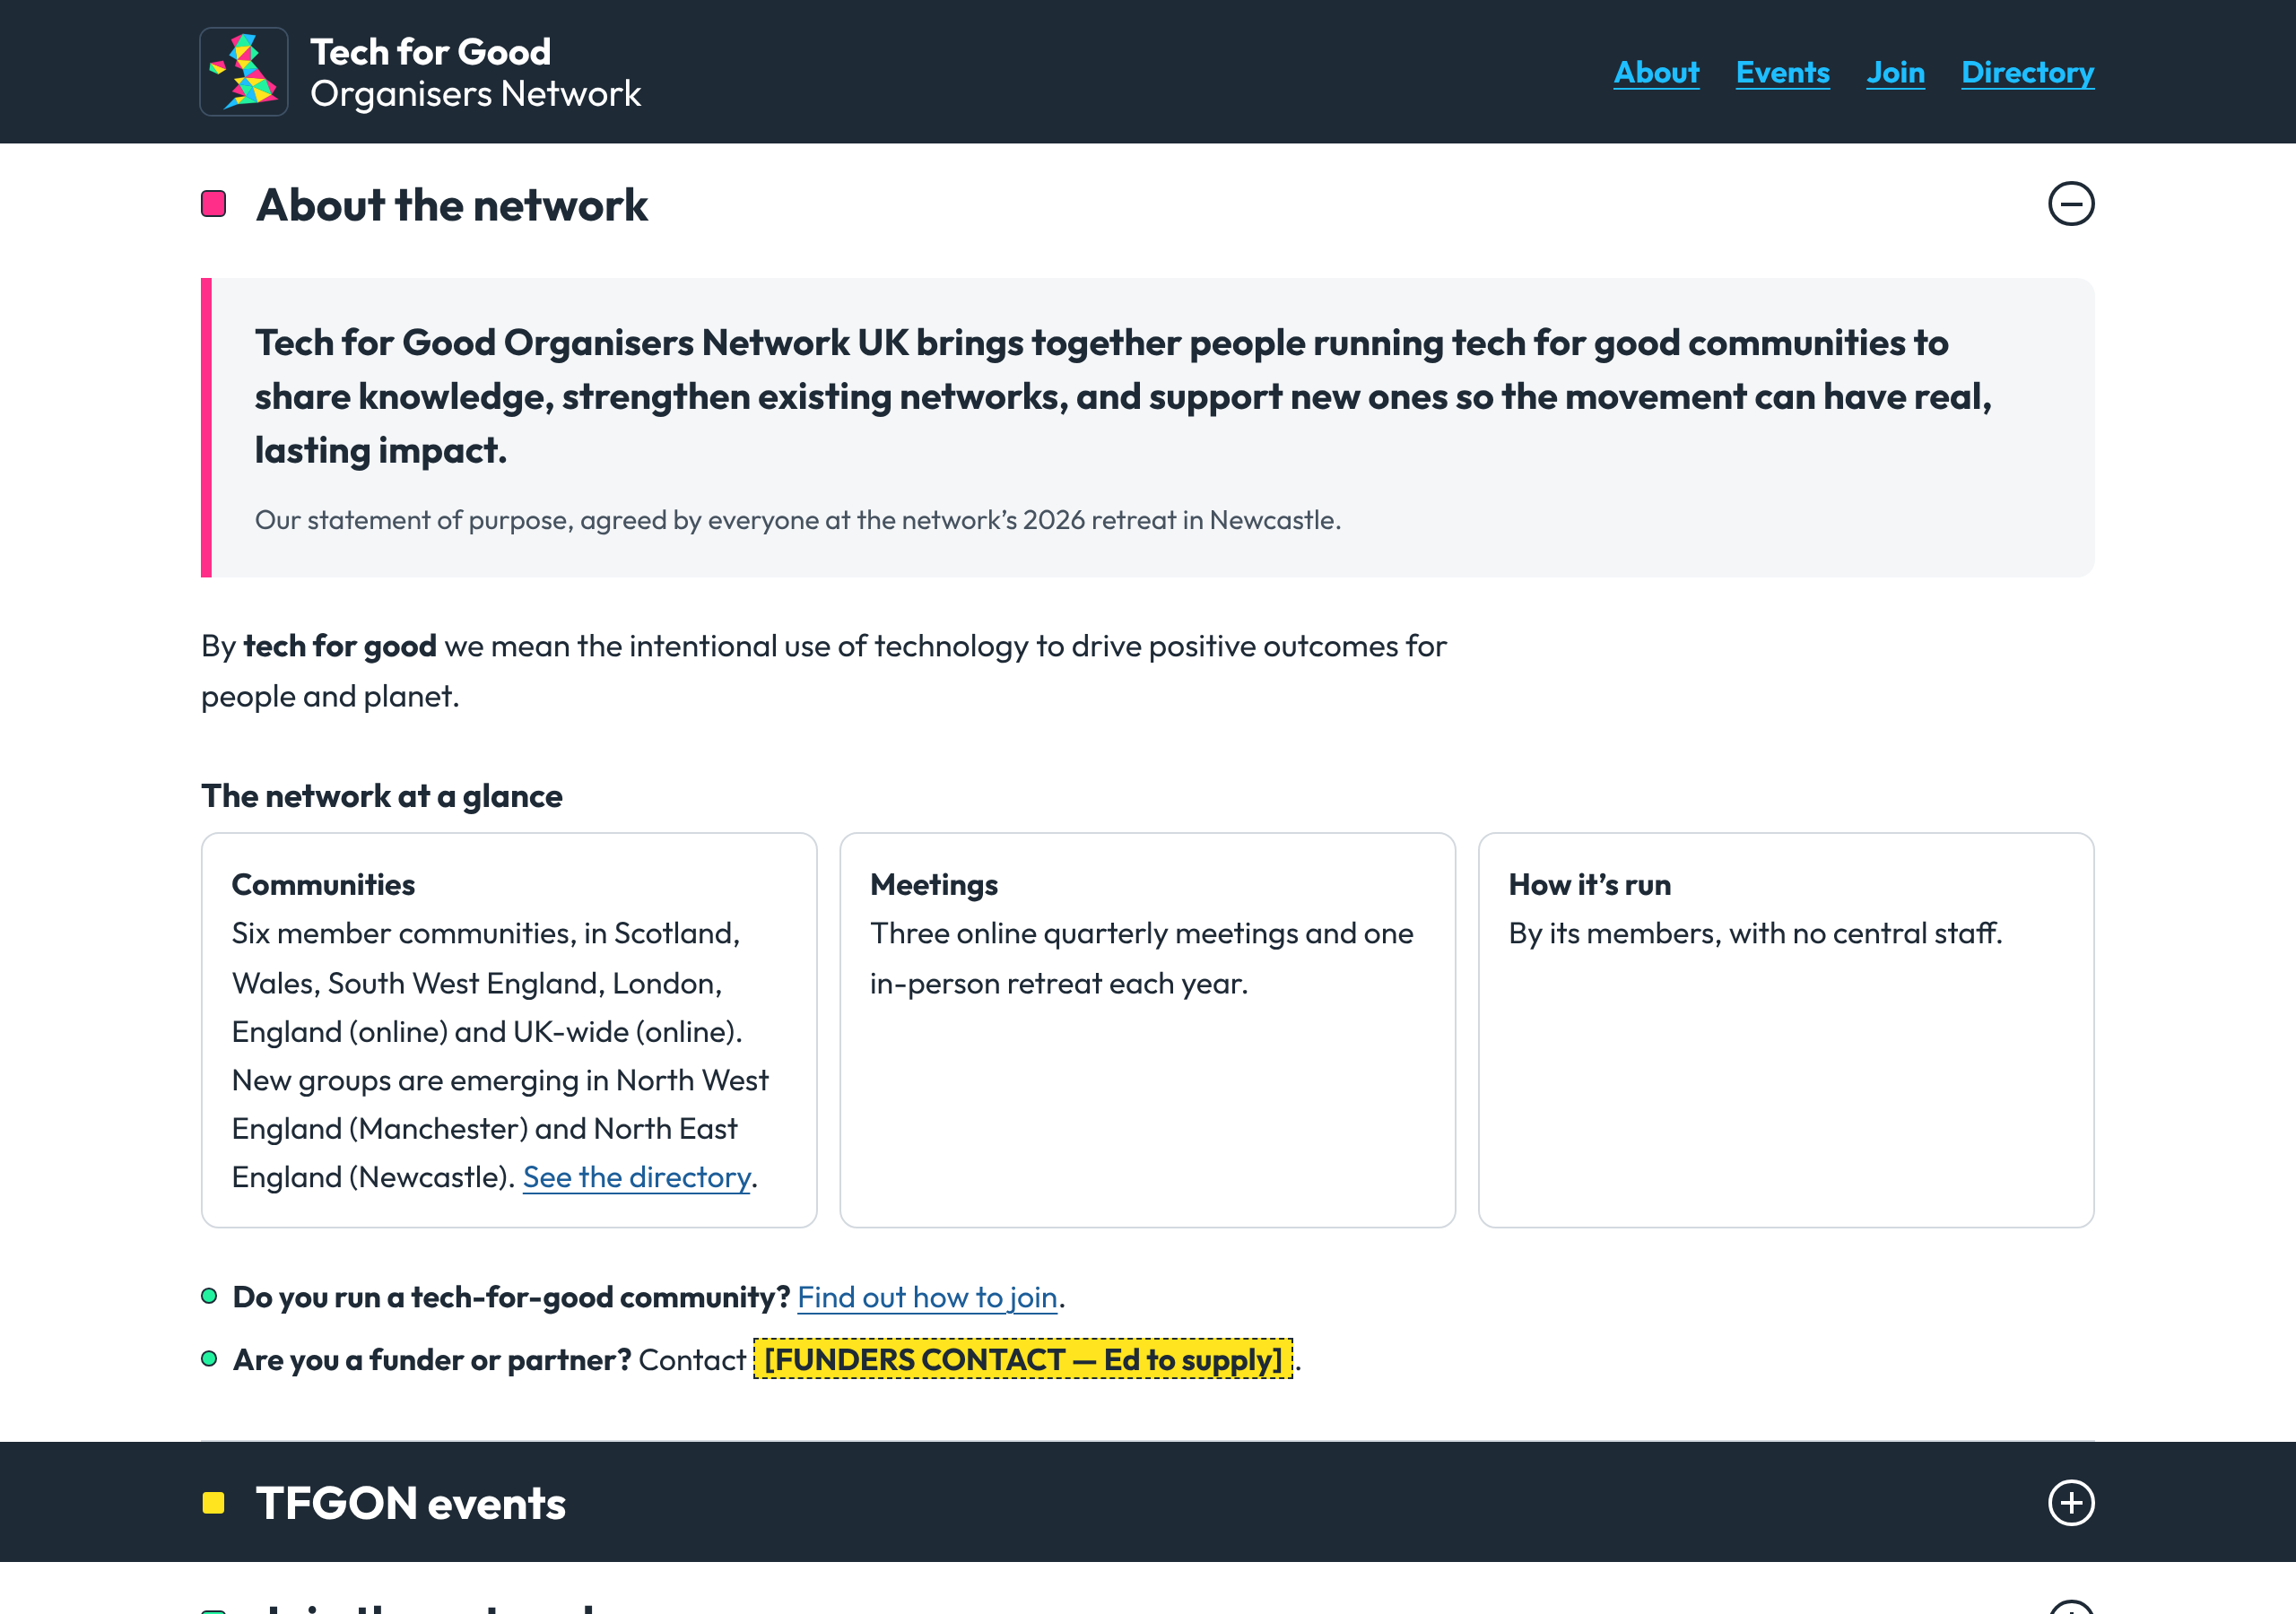 Tech for Good
Organisers Network
About
Events
Join
Directory
About the network
Tech for Good Organisers Network UK brings together people running tech for good communities to
share knowledge, strengthen existing networks, and support new ones so the movement can have real,
lasting impact.
Our statement of purpose, agreed by everyone at the network’s 2026 retreat in Newcastle.
By tech for good we mean the intentional use of technology to drive positive outcomes for
people and planet.
The network at a glance
Communities
Six member communities, in Scotland,
Wales, South West England, London,
England (online) and UK-wide (online).
New groups are emerging in North West
England (Manchester) and North East
England (Newcastle). See the directory.
Meetings
Three online quarterly meetings and one
in-person retreat each year.
How it’s run
By its members, with no central staff.
Do you run a tech-for-good community? Find out how to join.
Are you a funder or partner? Contact [FUNDERS CONTACT — Ed to supply].
TFGON events